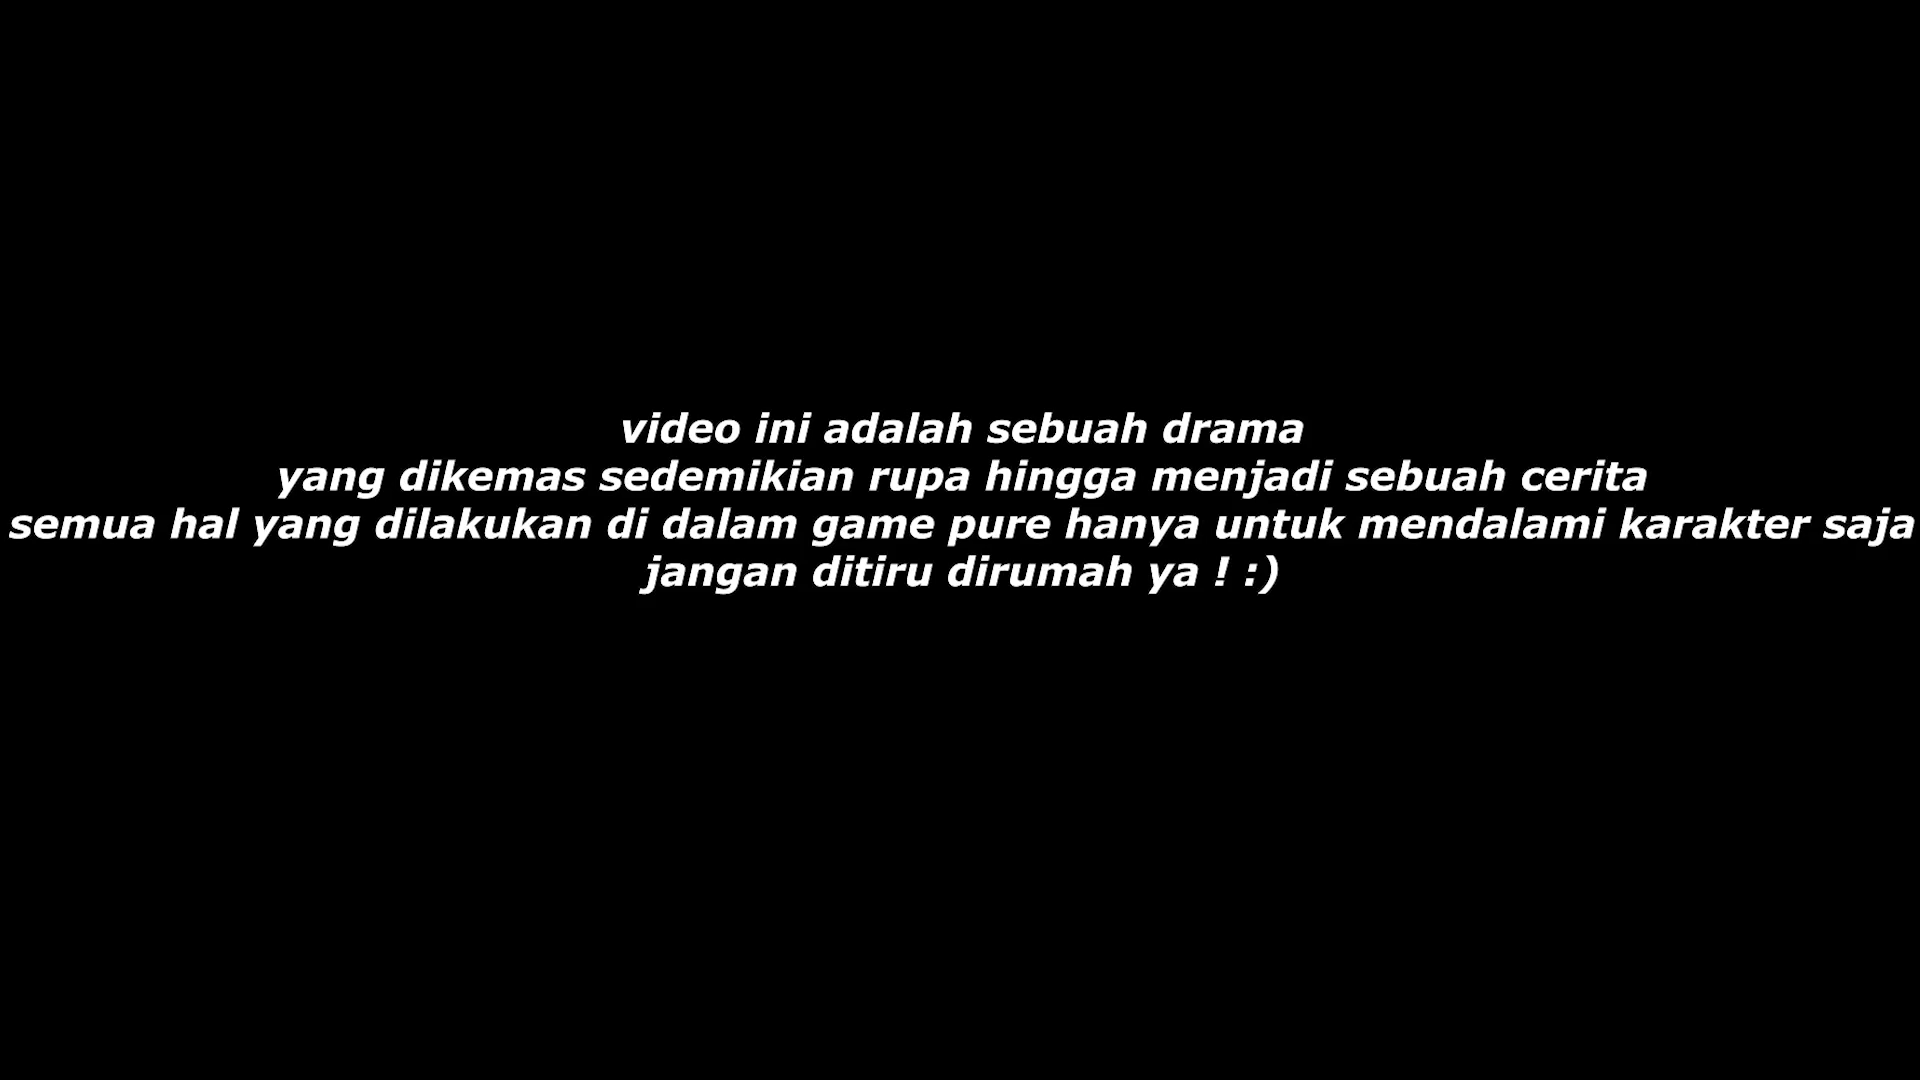 video ini adalah sebuah drama
yang dikemas sedemikian rupa hingga menjadi sebuah cerita
semua hal yang dilakukan di dalam game pure hanya untuk mendalami karakter saja
jangan ditiru dirumah ya ! :)